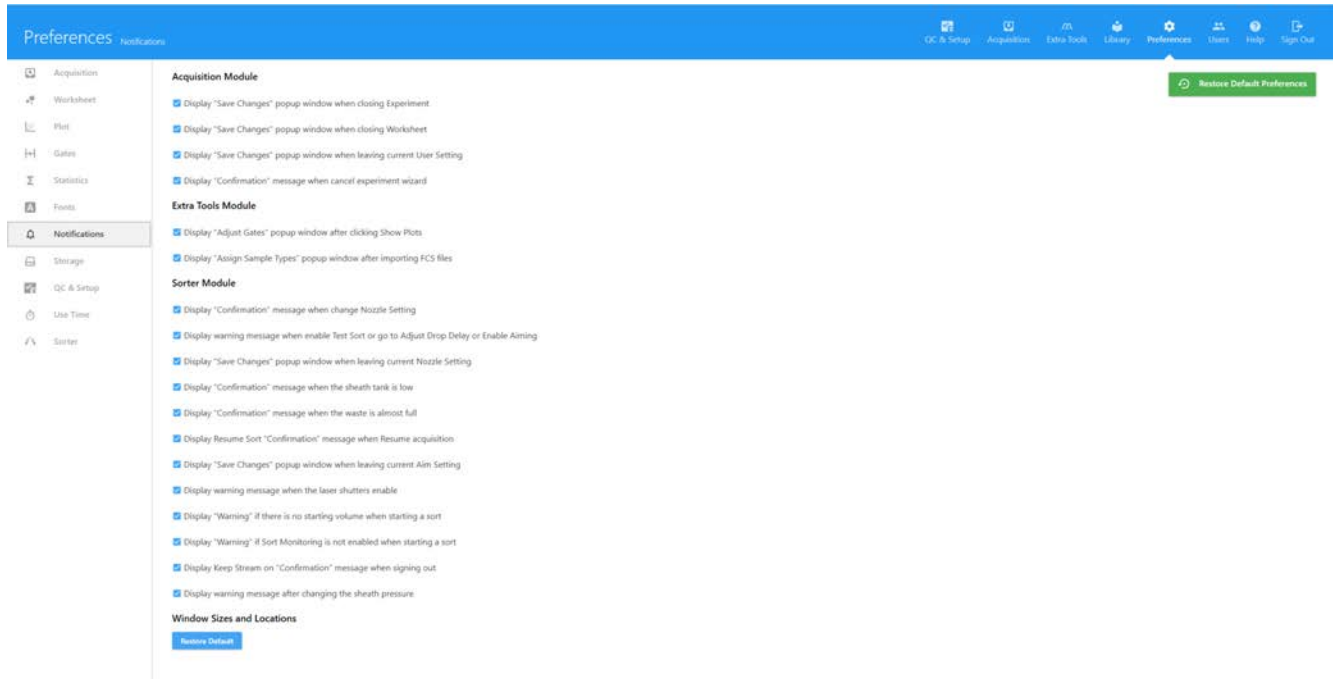 Preferences Notifications
QC & Setup
Acquisition
Extra Tools
Library
Preferences
Users
Help
Sign Out
Restore Default Preferences
Acquisition
Worksheet
Plot
Gates
Statistics
Fonts
Notifications
Storage
QC & Setup
Use Time
Sorter
Acquisition Module
Display "Save Changes" popup window when closing Experiment
Display "Save Changes" popup window when closing Worksheet
Display "Save Changes" popup window when leaving current User Setting
Display "Confirmation" message when cancel experiment wizard
Extra Tools Module
Display "Adjust Gates" popup window after clicking Show Plots
Display "Assign Sample Types" popup window after importing FCS files
Sorter Module
Display "Confirmation" message when change Nozzle Setting
Display warning message when enable Test Sort or go to Adjust Drop Delay or Enable Aiming
Display "Save Changes" popup window when leaving current Nozzle Setting
Display "Confirmation" message when the sheath tank is low
Display "Confirmation" message when the waste is almost full
Display Resume Sort "Confirmation" message when Resume acquisition
Display "Save Changes" popup window when leaving current Aim Setting
Display warning message when the laser shutters enable
Display "Warning" if there is no starting volume when starting a sort
Display "Warning" if Sort Monitoring is not enabled when starting a sort
Display Keep Stream on "Confirmation" message when signing out
Display warning message after changing the sheath pressure
Window Sizes and Locations
Restore Default